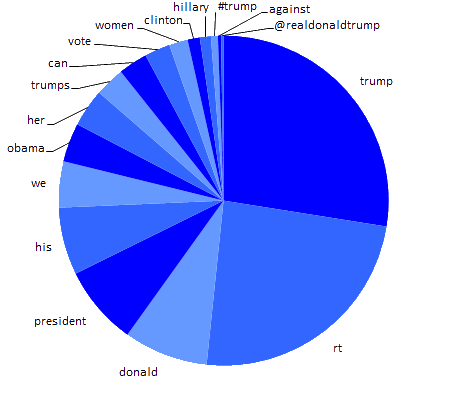 hillary
#trump
against
clinton
@realdonaldtrump
women
vote
can
trumps
her
obama
we
his
president
donald
rt
trump